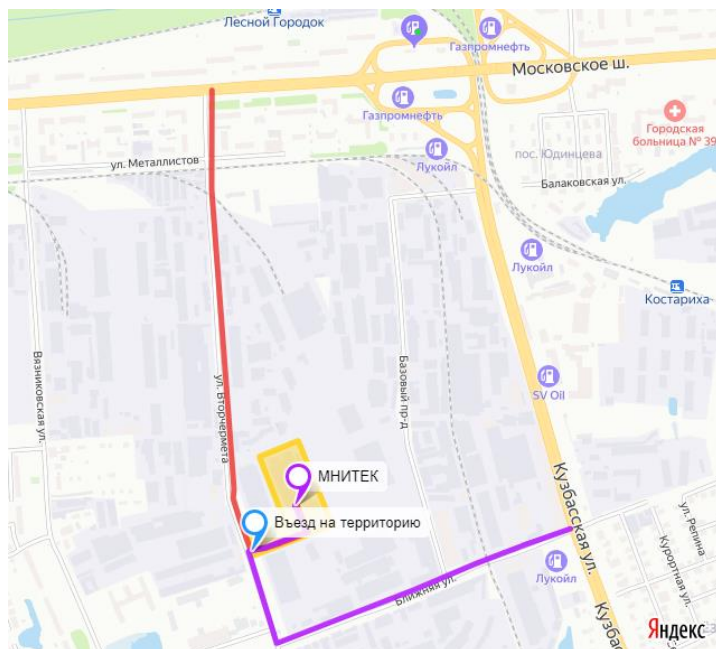 Лесной Городок
Газпромнефть
Московское ш.
Газпромнефть
Городская
больница № 39
ул. Металлистов
Лукойл
пос. Юдинцева
Балаковская ул.
Лукойл
Костариха
Вязниковская ул.
ул. Вторчермета
Базовый пр-д
SV Oil
МНИТЕК
Въезд на территорию
Кузбасская ул.
ул. Репина
Курортная ул.
Ближняя ул.
Лукойл
Кузбасс
Яндекс